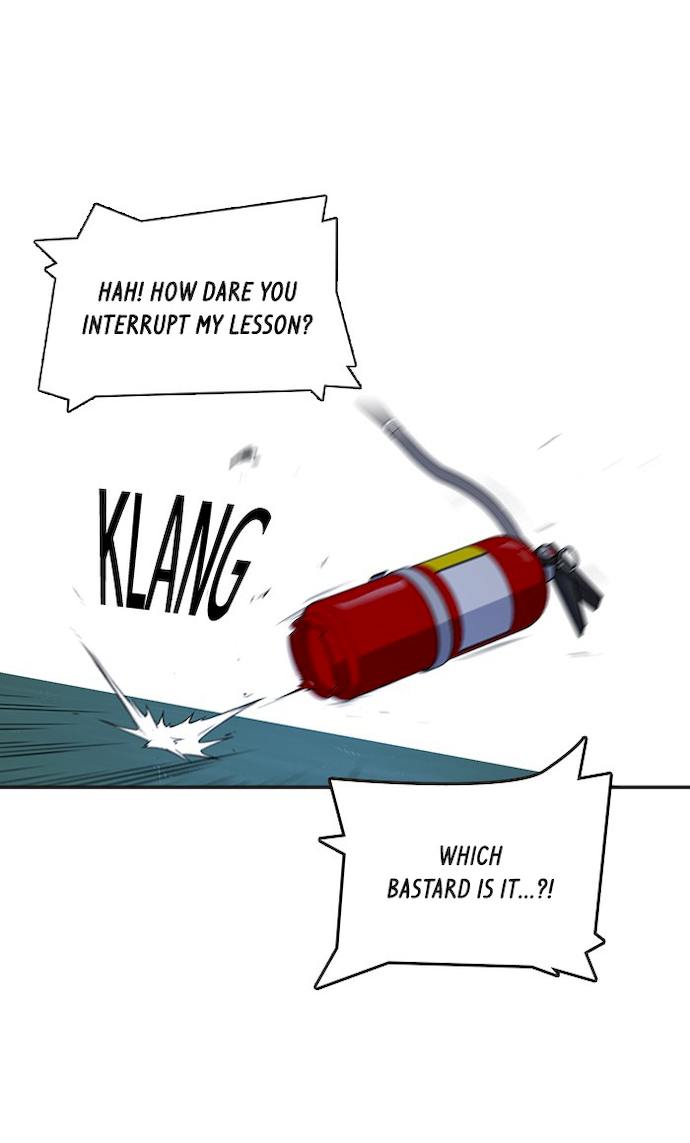 HAH! HOW DARE YOU
INTERRUPT MY LESSON?
KLANG
WHICH
BASTARD IS IT...?!